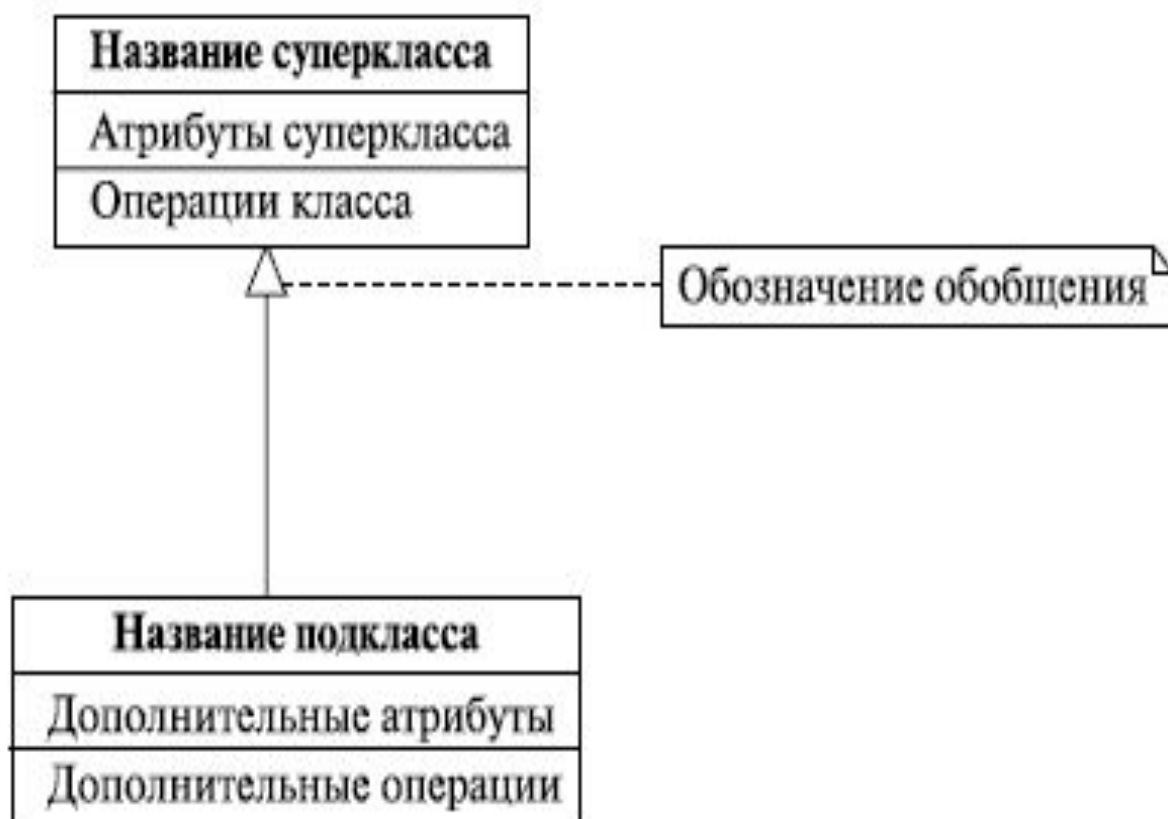 Название суперкласса
Атрибуты суперкласса
Операции класса
Обозначение обобщения
Название подкласса
Дополнительные атрибуты
Дополнительные операции